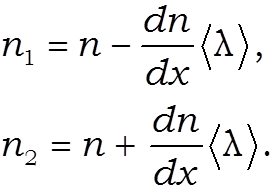 n₁ = n - dn/dx ⟨λ⟩,
n₂ = n + dn/dx ⟨λ⟩.